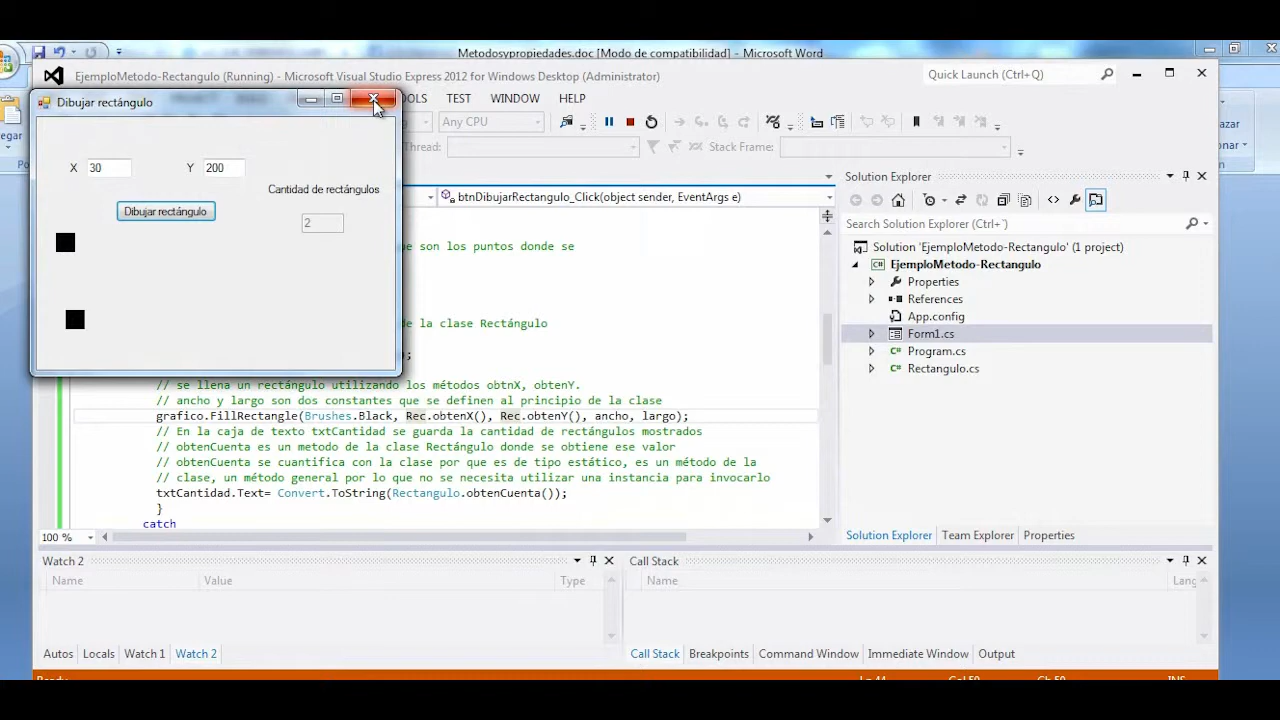 Metodosypropiedades.doc [Modo de compatibilidad] - Microsoft Word
EjemploMetodo-Rectangulo (Running) - Microsoft Visual Studio Express 2012 for Windows Desktop (Administrator)
Quick Launch (Ctrl+Q)
Dibujar rectángulo
OOLS TEST WINDOW HELP
Any CPU
Thread:
Stack Frame:
egar
X 30 Y 200
Cantidad de rectángulos
Dibujar rectángulo
2
btnDibujarRectangulo_Click(object sender, EventArgs e)
pe son los puntos donde se
de la clase Rectángulo
);
// se llena un rectángulo utilizando los métodos obtnX, obtenY.
// ancho y largo son dos constantes que se definen al principio de la clase
grafico.FillRectangle(Brushes.Black, Rec.obtenX(), Rec.obtenY(), ancho, largo);
// En la caja de texto txtCantidad se guarda la cantidad de rectángulos mostrados
// obtenCuenta es un metodo de la clase Rectángulo donde se obtiene ese valor
// obtenCuenta se cuantifica con la clase por que es de tipo estático, es un método de la
// clase, un método general por lo que no se necesita utilizar una instancia para invocarlo
txtCantidad.Text= Convert.ToString(Rectangulo.obtenCuenta());
}
catch
100 %
Solution Explorer
Search Solution Explorer (Ctrl+¨)
Solution 'EjemploMetodo-Rectangulo' (1 project)
EjemploMetodo-Rectangulo
Properties
References
App.config
Form1.cs
Program.cs
Rectangulo.cs
Solution Explorer Team Explorer Properties
azar
onar
Watch 2
Name Value Type
Autos Locals Watch 1 Watch 2
Call Stack
Name Lang
Call Stack Breakpoints Command Window Immediate Window Output